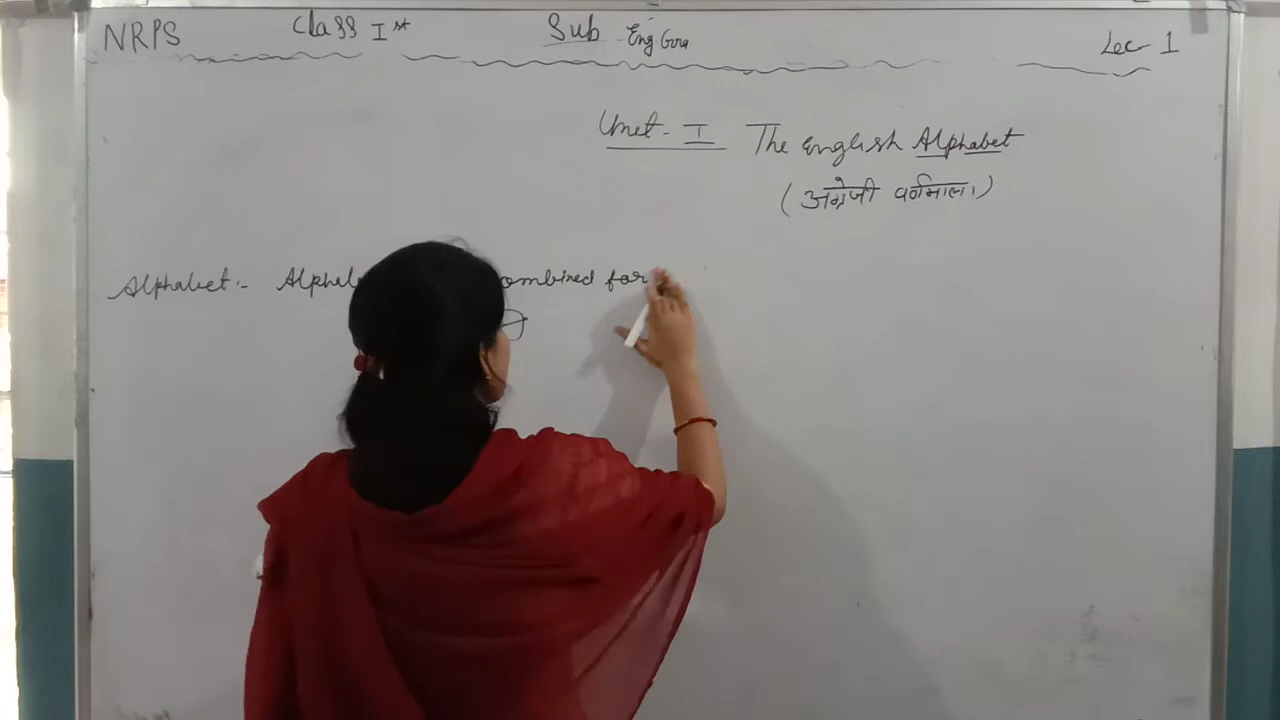 NRPS Class Ist Sub Eng Gra Lec- 1
Unit - I The English Alphabet
(अंग्रेजी वर्णमाला)
Alphabet :- Alphab ombined for